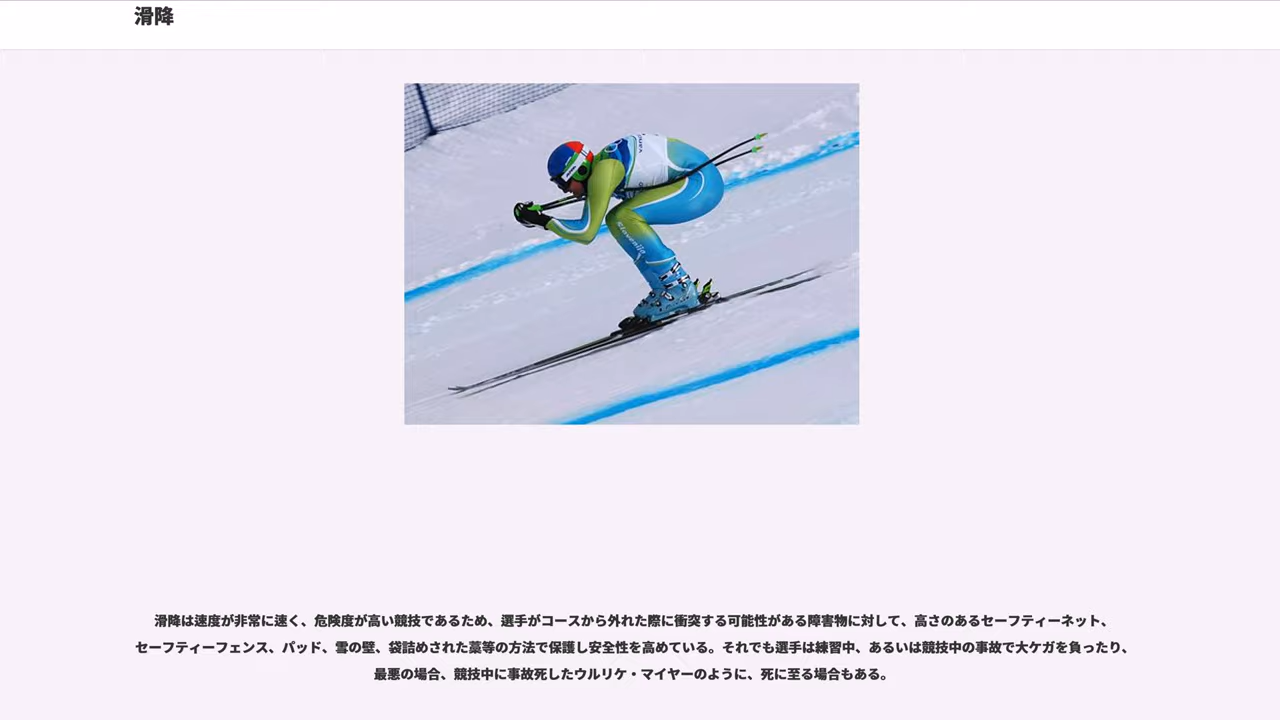 滑降
Slovenija
滑降は速度が非常に速く、危険度が高い競技であるため、選手がコースから外れた際に衝突する可能性がある障害物に対して、高さのあるセーフティーネット、
セーフティーフェンス、パッド、雪の壁、袋詰めされた藁等の方法で保護し安全性を高めている。それでも選手は練習中、あるいは競技中の事故で大ケガを負ったり、
最悪の場合、競技中に事故死したウルリケ・マイヤーのように、死に至る場合もある。